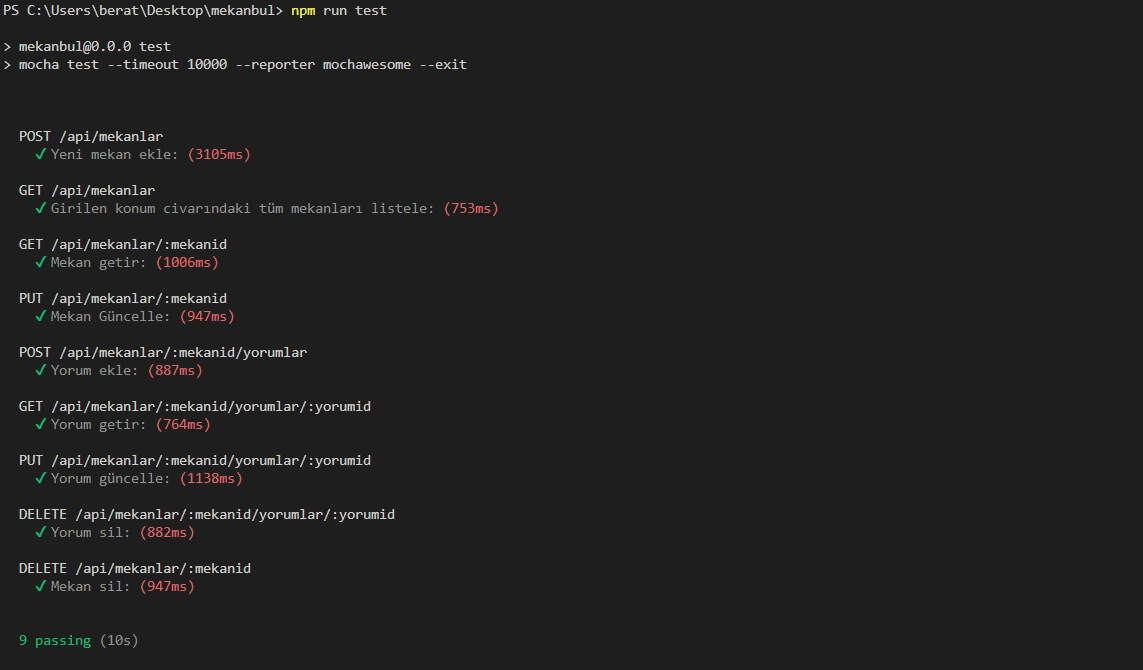 PS C:\Users\berat\Desktop\mekanbul> npm run test
> mekanbul@0.0.0 test
> mocha test --timeout 10000 --reporter mochawesome --exit
POST /api/mekanlar
✓ Yeni mekan ekle: (3105ms)
GET /api/mekanlar
✓ Girilen konum civarındaki tüm mekanları listele: (753ms)
GET /api/mekanlar/:mekanid
✓ Mekan getir: (1006ms)
PUT /api/mekanlar/:mekanid
✓ Mekan Güncelle: (947ms)
POST /api/mekanlar/:mekanid/yorumlar
✓ Yorum ekle: (887ms)
GET /api/mekanlar/:mekanid/yorumlar/:yorumid
✓ Yorum getir: (764ms)
PUT /api/mekanlar/:mekanid/yorumlar/:yorumid
✓ Yorum güncelle: (1138ms)
DELETE /api/mekanlar/:mekanid/yorumlar/:yorumid
✓ Yorum sil: (882ms)
DELETE /api/mekanlar/:mekanid
✓ Mekan sil: (947ms)
9 passing (10s)